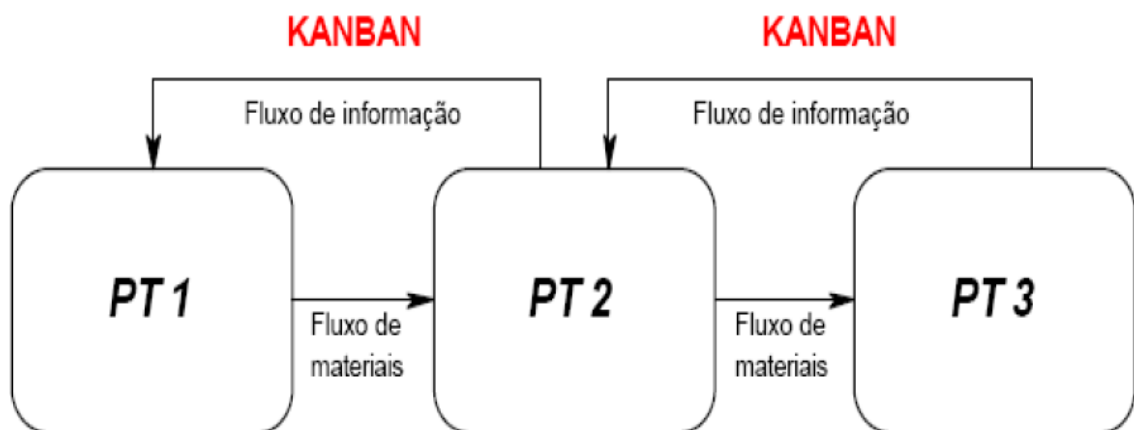 KANBAN
KANBAN
Fluxo de informação
Fluxo de informação
PT 1
PT 2
PT 3
Fluxo de
materiais
Fluxo de
materiais